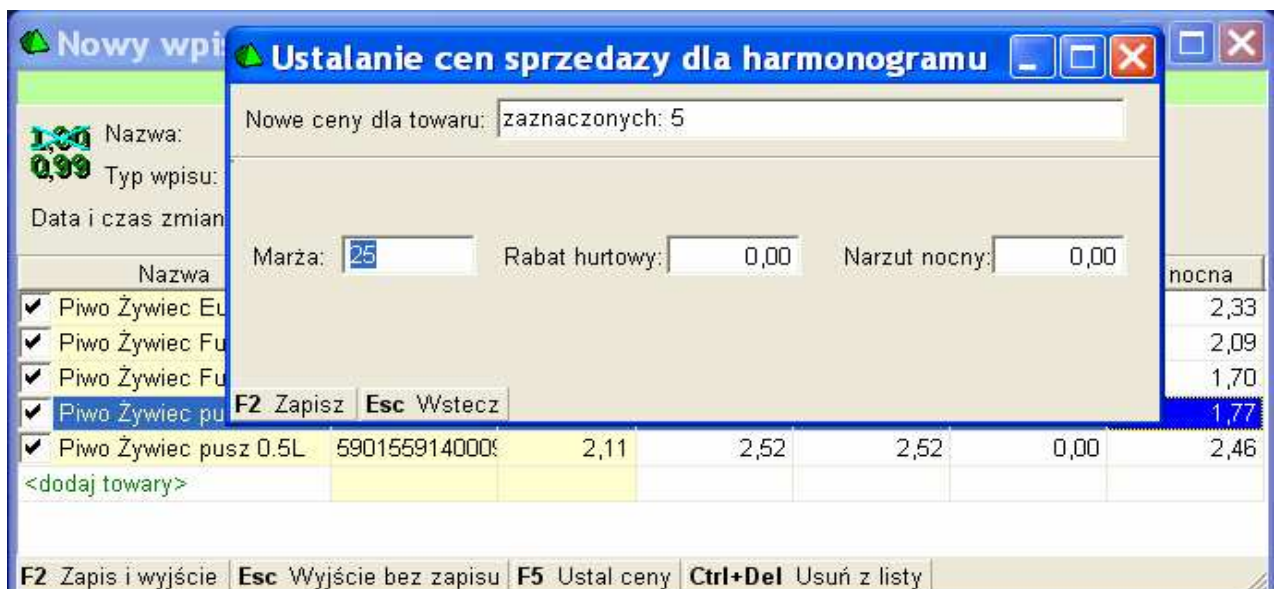 Nowy wpi
Ustalanie cen sprzedazy dla harmonogramu
Nowe ceny dla towaru: zaznaczonych: 5
1,20 Nazwa:
0,99 Typ wpisu:
Data i czas zmian
Marża: 25 Rabat hurtowy: 0,00 Narzut nocny: 0,00
Nazwa nocna
Piwo Żywiec Eu 2,33
Piwo Żywiec Fu 2,09
Piwo Żywiec Fu 1,70
F2 Zapisz Esc Wstecz
Piwo Żywiec pu 1,77
Piwo Żywiec pusz 0.5L 590155914000 2,11 2,52 2,52 0,00 2,46
<dodaj towary>
F2 Zapis i wyjście Esc Wyjście bez zapisu F5 Ustal ceny Ctrl+Del Usuń z listy